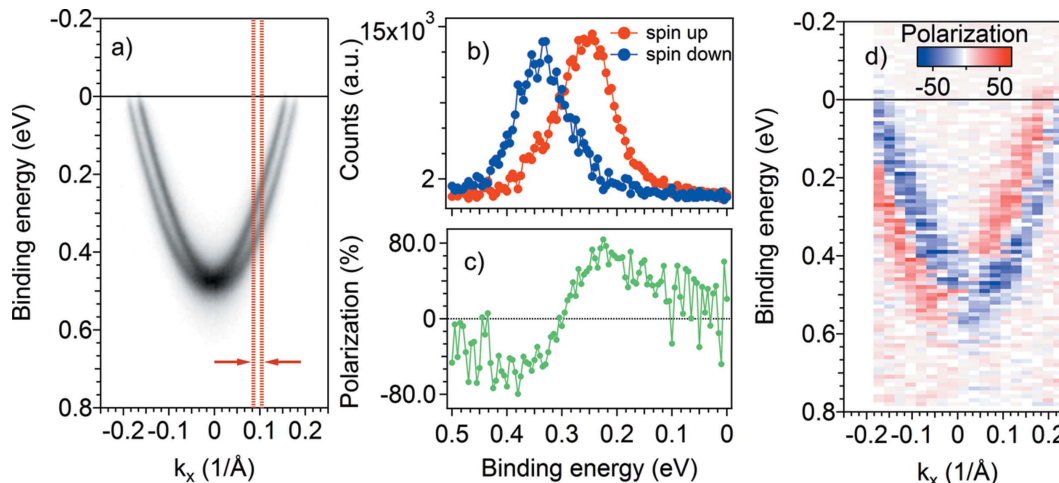 a)
-0.2
0
0.2
0.4
0.6
0.8
Binding energy (eV)
-0.2 -0.1 0 0.1 0.2
kx (1/Å)
b)
15x10³
2
Counts (a.u.)
spin up
spin down
c)
80.0
0
-80.0
Polarization (%)
0.5 0.4 0.3 0.2 0.1 0
Binding energy (eV)
d)
Polarization
-50 50
-0.2
0
0.2
0.4
0.6
0.8
Binding energy (eV)
-0.2 -0.1 0 0.1 0.2
kx (1/Å)